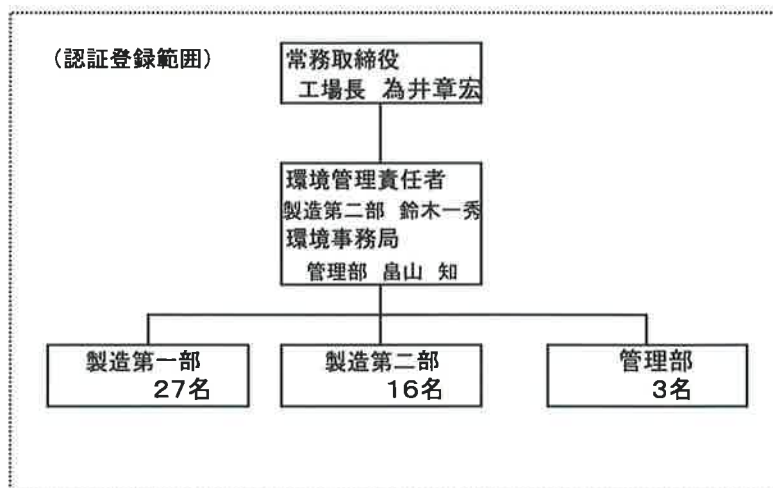 （認証登録範囲）
常務取締役
工場長 為井章宏
環境管理責任者
製造第二部 鈴木一秀
環境事務局
管理部 畠山 知
製造第一部
27名
製造第二部
16名
管理部
3名